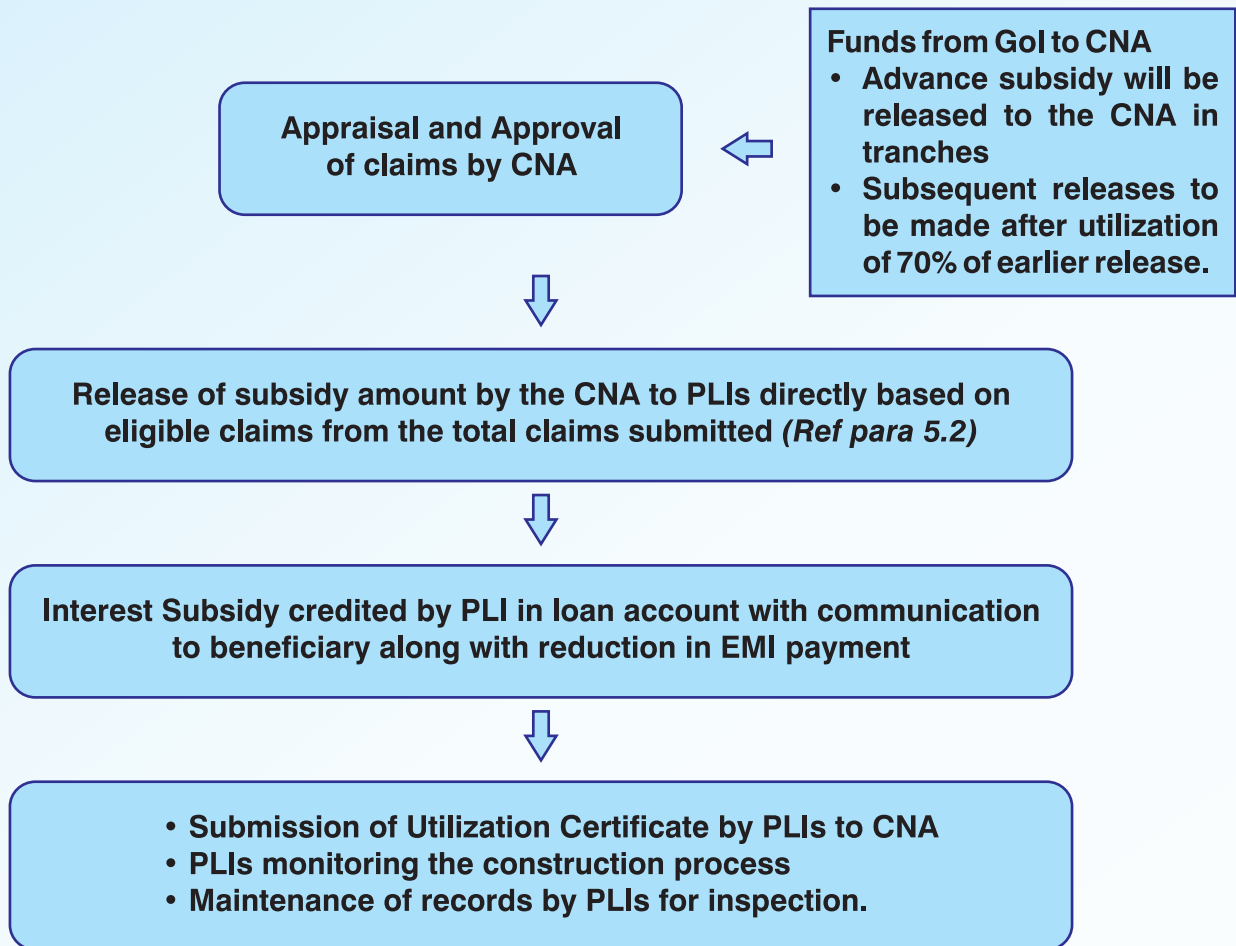 Funds from GoI to CNA
• Advance subsidy will be
released to the CNA in
tranches
• Subsequent releases to
be made after utilization
of 70% of earlier release.
Appraisal and Approval
of claims by CNA
Release of subsidy amount by the CNA to PLIs directly based on
eligible claims from the total claims submitted (Ref para 5.2)
Interest Subsidy credited by PLI in loan account with communication
to beneficiary along with reduction in EMI payment
• Submission of Utilization Certificate by PLIs to CNA
• PLIs monitoring the construction process
• Maintenance of records by PLIs for inspection.